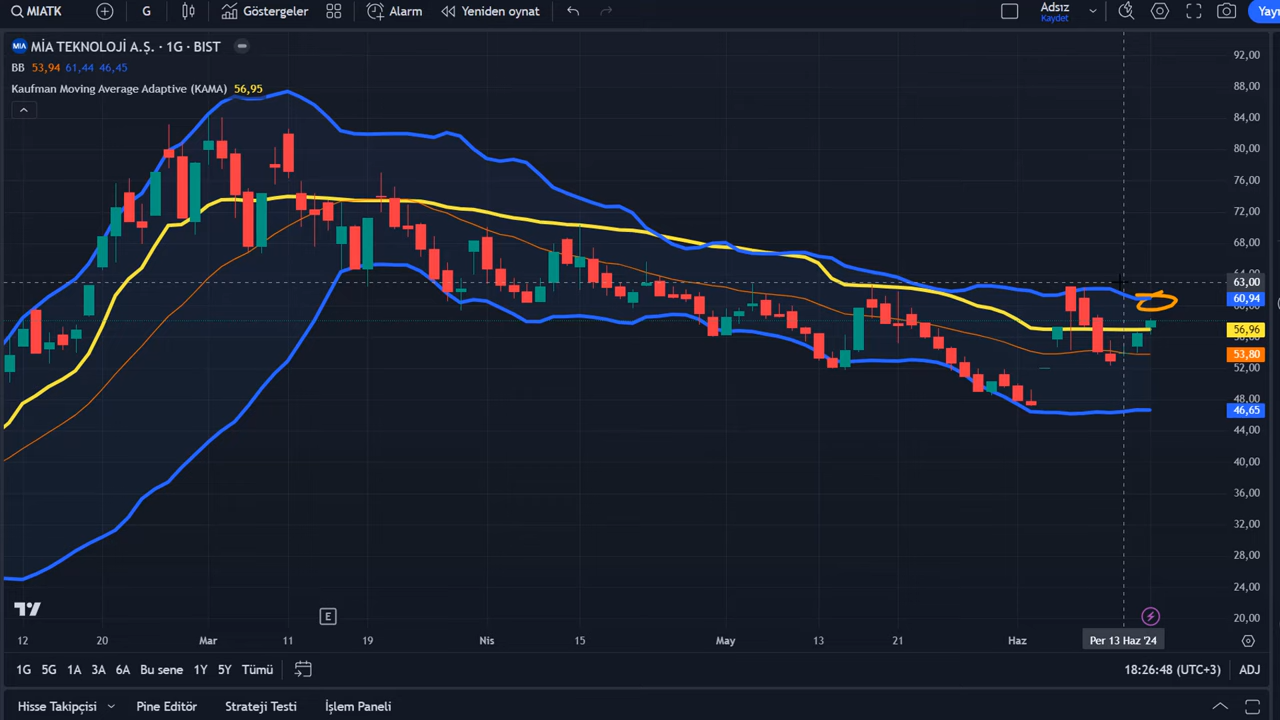 MIATK G Göstergeler Alarm Yeniden oynat Adsız Kaydet
MİA TEKNOLOJİ A.Ş. · 1G · BIST
BB 53,94 61,44 46,45
Kaufman Moving Average Adaptive (KAMA) 56,95
92,00
88,00
84,00
80,00
76,00
72,00
68,00
63,00
60,94
56,96
53,80
52,00
48,00
46,65
44,00
40,00
36,00
32,00
28,00
24,00
20,00
E
12 20 Mar 11 19 Nis 15 May 13 21 Haz Per 13 Haz '24
1G 5G 1A 3A 6A Bu sene 1Y 5Y Tümü 18:26:48 (UTC+3) ADJ
Hisse Takipçisi Pine Editör Strateji Testi İşlem Paneli